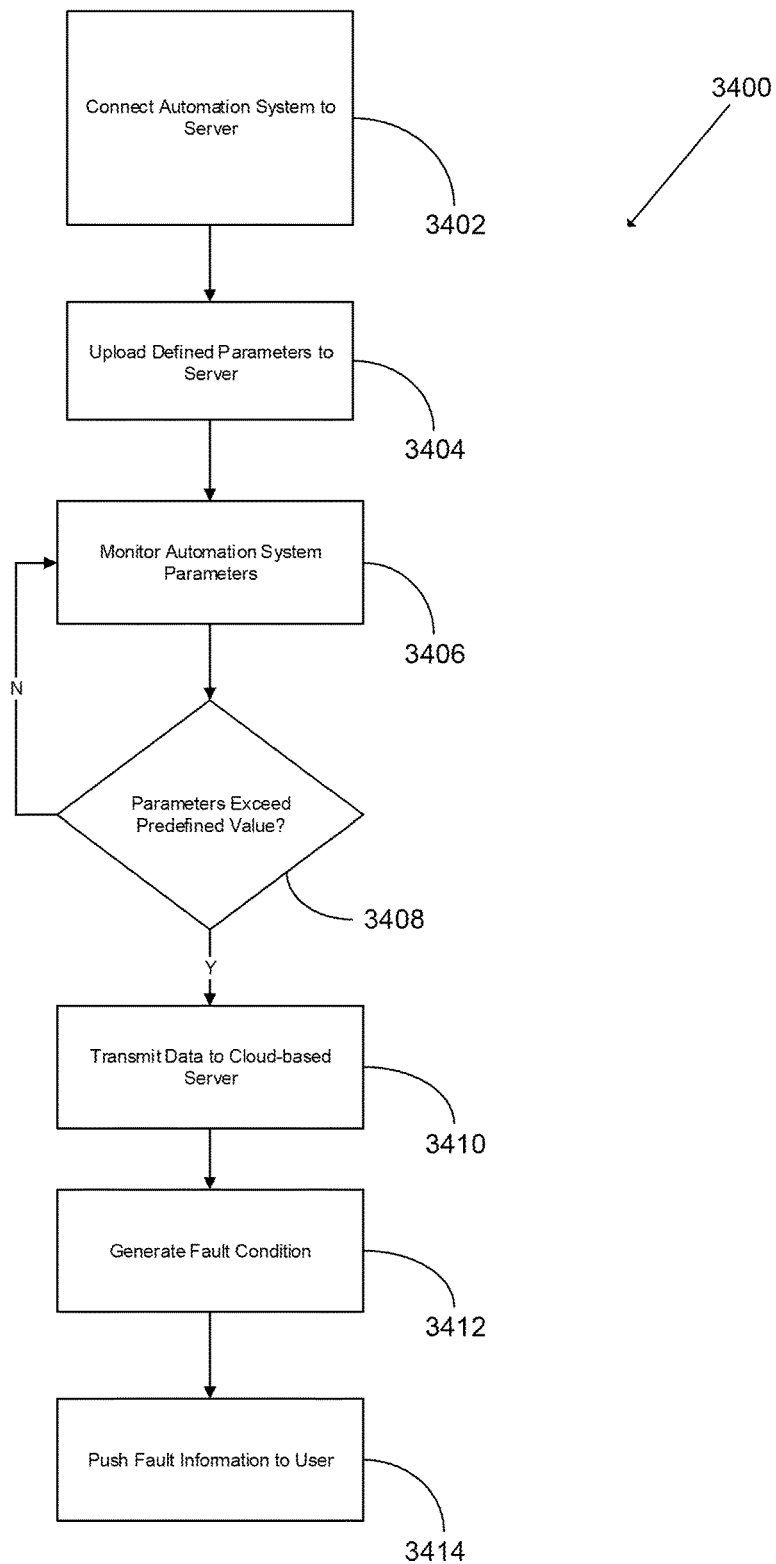 Connect Automation System to
Server
3400
3402
Upload Defined Parameters to
Server
3404
Monitor Automation System
Parameters
3406
N
Parameters Exceed
Predefined Value?
3408
Y
Transmit Data to Cloud-based
Server
3410
Generate Fault Condition
3412
Push Fault Information to User
3414